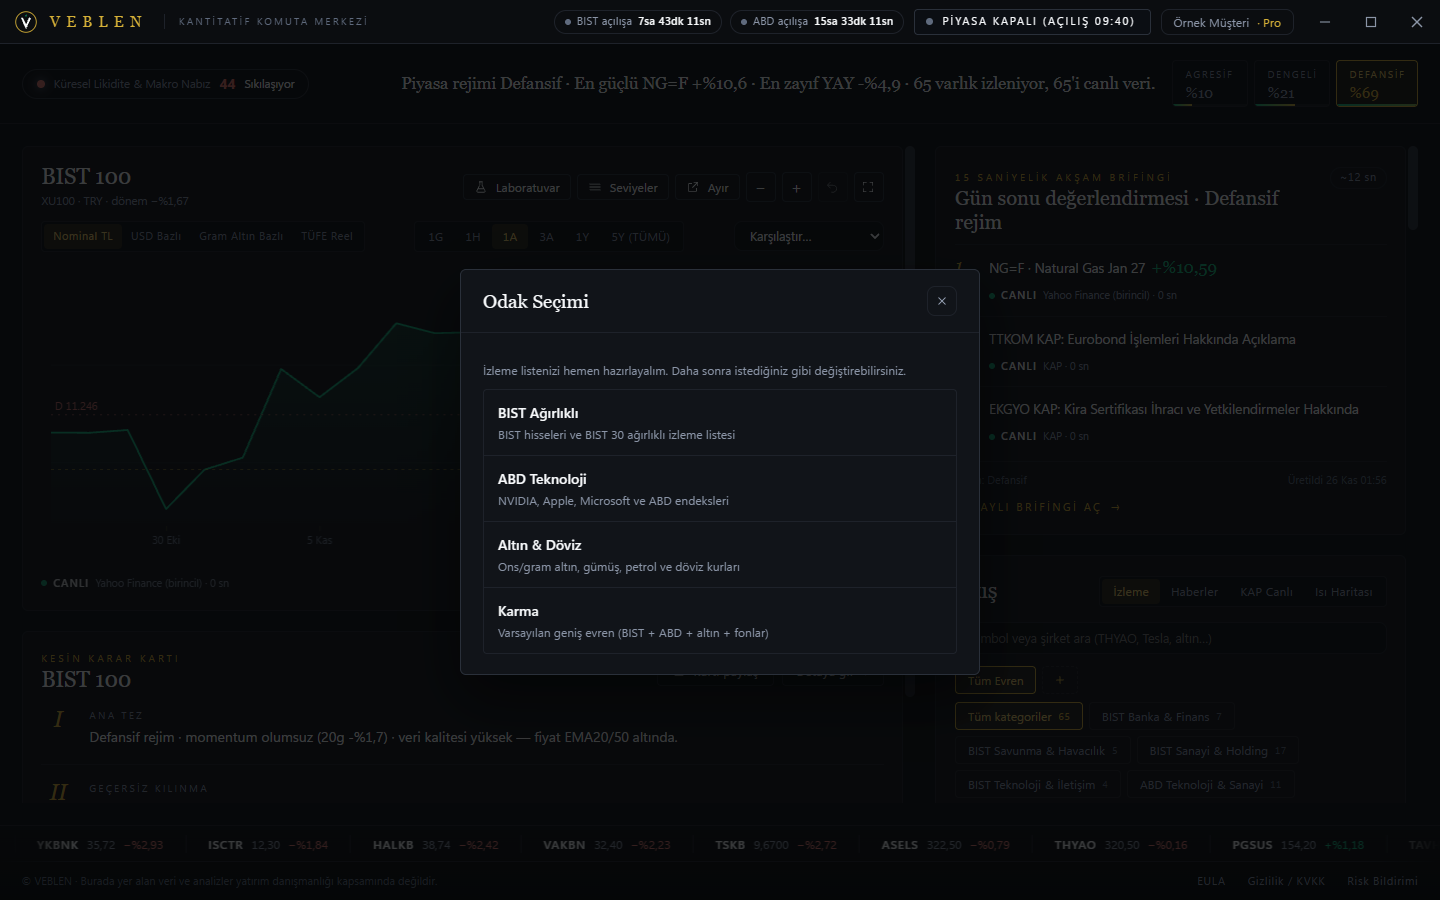 VEBLEN
KANTİTATİF KOMUTA MERKEZİ
BIST açılışa 7sa 43dk 11sn
ABD açılışa 15sa 33dk 11sn
PİYASA KAPALI (AÇILIŞ 09:40)
Örnek Müşteri · Pro
Küresel Likidite & Makro Nabız 44 Sıkılaşıyor
Piyasa rejimi Defansif · En güçlü NG=F +%10,6 · En zayıf YAY -%4,9 · 65 varlık izleniyor, 65'i canlı veri.
AGRESİF
%10
DENGELİ
%21
DEFANSİF
%69
BIST 100
XU100 · TRY · dönem −%1,67
Laboratuvar
Seviyeler
Ayır
Nominal TL
USD Bazlı
Gram Altın Bazlı
TÜFE Reel
1G
1H
1A
3A
1Y
5Y (TÜMÜ)
Karşılaştır...
D 11.246
30 Eki
5 Kas
CANLI Yahoo Finance (birincil) · 0 sn
KESİN KARAR KARTI
BIST 100
I
ANA TEZ
Defansif rejim · momentum olumsuz (20g -%1,7) · veri kalitesi yüksek — fiyat EMA20/50 altında.
II
GEÇERSİZ KILINMA
Odak Seçimi
İzleme listenizi hemen hazırlayalım. Daha sonra istediğiniz gibi değiştirebilirsiniz.
BIST Ağırlıklı
BIST hisseleri ve BIST 30 ağırlıklı izleme listesi
ABD Teknoloji
NVIDIA, Apple, Microsoft ve ABD endeksleri
Altın & Döviz
Ons/gram altın, gümüş, petrol ve döviz kurları
Karma
Varsayılan geniş evren (BIST + ABD + altın + fonlar)
15 SANİYELİK AKŞAM BRİFİNGİ
~12 sn
Gün sonu değerlendirmesi · Defansif
rejim
NG=F · Natural Gas Jan 27 +%10,59
CANLI Yahoo Finance (birincil) · 0 sn
TTKOM KAP: Eurobond İşlemleri Hakkında Açıklama
CANLI KAP · 0 sn
EKGYO KAP: Kira Sertifikası İhracı ve Yetkilendirmeler Hakkında
CANLI KAP · 0 sn
: Defansif
Üretildi 26 Kas 01:56
AYLI BRİFİNGİ AÇ →
ış
İzleme
Haberler
KAP Canlı
Isı Haritası
mbol veya şirket ara (THYAO, Tesla, altın...)
Tüm Evren
+
Tüm kategoriler 65
BIST Banka & Finans 7
BIST Savunma & Havacılık 5
BIST Sanayi & Holding 17
BIST Teknoloji & İletişim 4
ABD Teknoloji & Sanayi 11
YKBNK 35,72 −%2,93
ISCTR 12,30 −%1,84
HALKB 38,74 −%2,42
VAKBN 32,40 −%2,23
TSKB 9,6700 −%2,72
ASELS 322,50 −%0,79
THYAO 320,50 −%0,16
PGSUS 154,20 +%1,18
TAV
© VEBLEN · Burada yer alan veri ve analizler yatırım danışmanlığı kapsamında değildir.
EULA
Gizlilik / KVKK
Risk Bildirimi